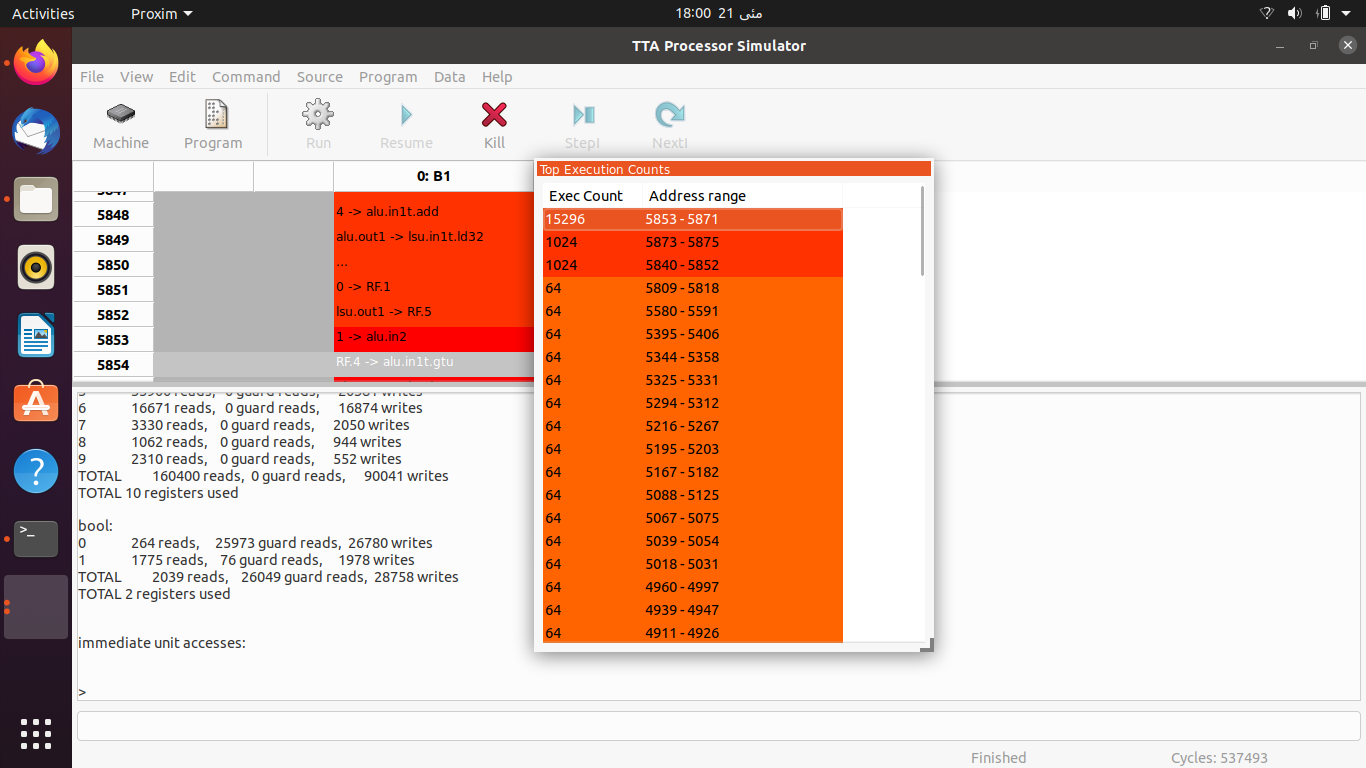 Activities
Proxim
18:00 21 مئی
TTA Processor Simulator
File View Edit Command Source Program Data Help
Machine Program Run Resume Kill StepI NextI
0: B1
5847
5848 4 -> alu.in1t.add
5849 alu.out1 -> lsu.in1t.ld32
5850 ...
5851 0 -> RF.1
5852 lsu.out1 -> RF.5
5853 1 -> alu.in2
5854 RF.4 -> alu.in1t.gtu
6 16671 reads, 0 guard reads, 16874 writes
7 3330 reads, 0 guard reads, 2050 writes
8 1062 reads, 0 guard reads, 944 writes
9 2310 reads, 0 guard reads, 552 writes
TOTAL 160400 reads, 0 guard reads, 90041 writes
TOTAL 10 registers used
bool:
0 264 reads, 25973 guard reads, 26780 writes
1 1775 reads, 76 guard reads, 1978 writes
TOTAL 2039 reads, 26049 guard reads, 28758 writes
TOTAL 2 registers used
immediate unit accesses:
>
Top Execution Counts
Exec Count Address range
15296 5853 - 5871
1024 5873 - 5875
1024 5840 - 5852
64 5809 - 5818
64 5580 - 5591
64 5395 - 5406
64 5344 - 5358
64 5325 - 5331
64 5294 - 5312
64 5216 - 5267
64 5195 - 5203
64 5167 - 5182
64 5088 - 5125
64 5067 - 5075
64 5039 - 5054
64 5018 - 5031
64 4960 - 4997
64 4939 - 4947
64 4911 - 4926
Finished
Cycles: 537493